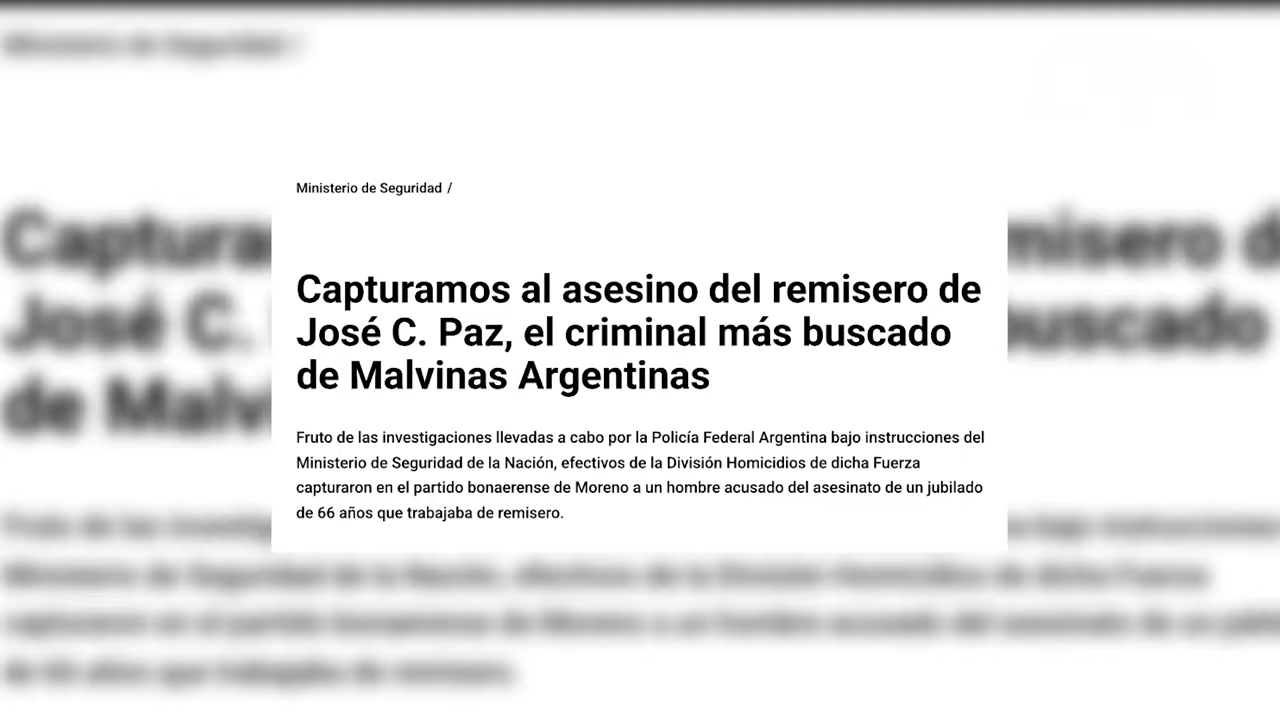 Ministerio de Seguridad /
Capturamos al asesino del remisero de
José C. Paz, el criminal más buscado
de Malvinas Argentinas
Fruto de las investigaciones llevadas a cabo por la Policía Federal Argentina bajo instrucciones del
Ministerio de Seguridad de la Nación, efectivos de la División Homicidios de dicha Fuerza
capturaron en el partido bonaerense de Moreno a un hombre acusado del asesinato de un jubilado
de 66 años que trabajaba de remisero.